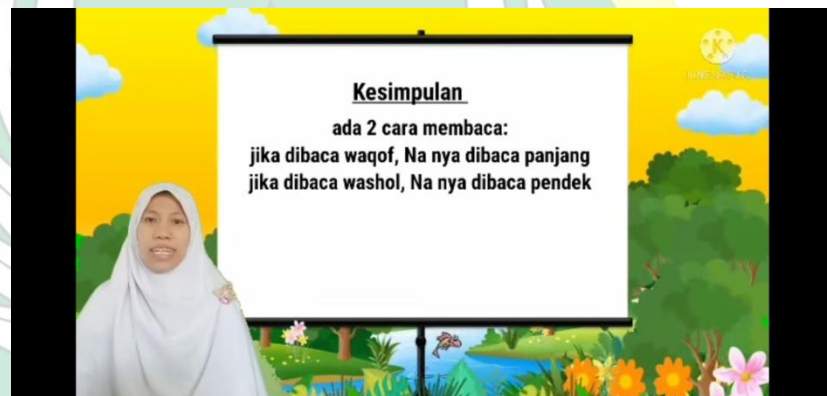 Kesimpulan
ada 2 cara membaca:
jika dibaca waqof, Na nya dibaca panjang
jika dibaca washol, Na nya dibaca pendek
K
KINEMASTER